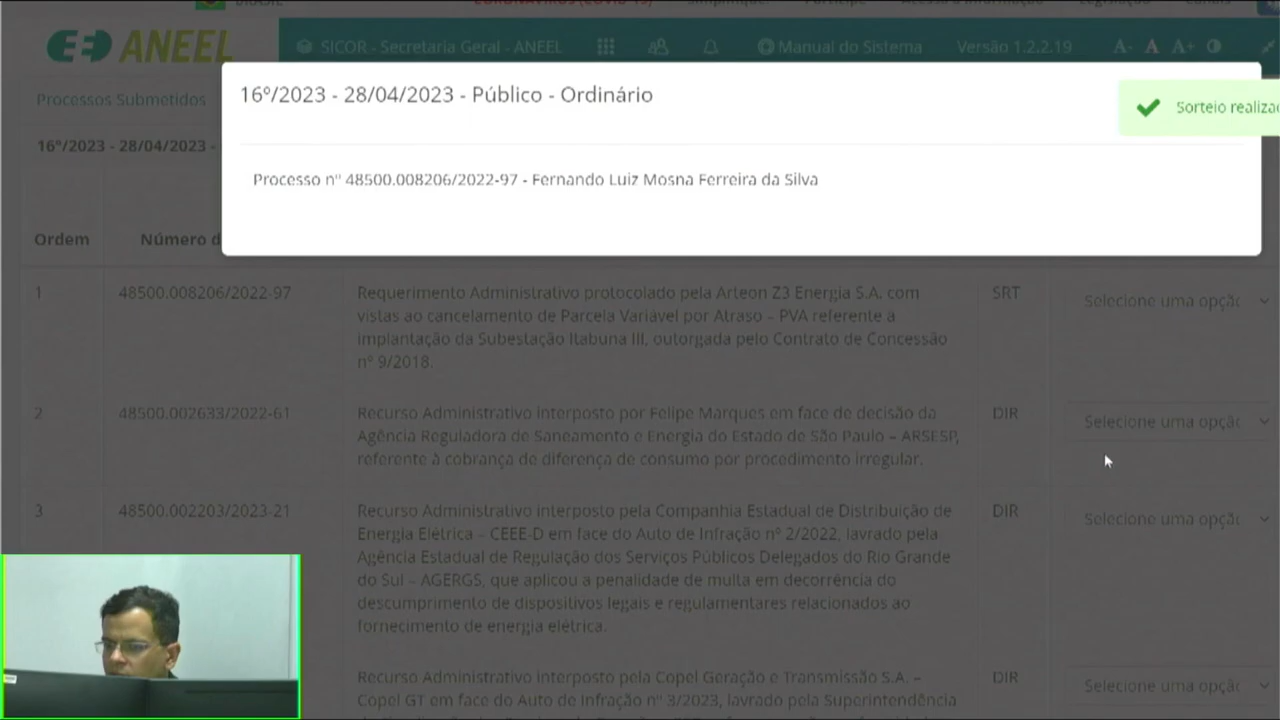 ANEEL
SICOR - Secretaria Geral - ANEEL
Manual do Sistema
Versão 1.2.2.19
A- A A+
Processos Submetidos
16º/2023 - 28/04/2023 - Público - Ordinário
Sorteio realiza
16º/2023 - 28/04/2023 -
Processo nº 48500.008206/2022-97 - Fernando Luiz Mosna Ferreira da Silva
Ordem
Número d
1
48500.008206/2022-97
Requerimento Administrativo protocolado pela Arteon Z3 Energia S.A. com
vistas ao cancelamento de Parcela Variável por Atraso – PVA referente à
implantação da Subestação Itabuna III, outorgada pelo Contrato de Concessão
nº 9/2018.
SRT
Selecione uma opçã
2
48500.002633/2022-61
Recurso Administrativo interposto por Felipe Marques em face de decisão da
Agência Reguladora de Saneamento e Energia do Estado de São Paulo – ARSESP,
referente à cobrança de diferença de consumo por procedimento irregular.
DIR
Selecione uma opçã
3
48500.002203/2023-21
Recurso Administrativo interposto pela Companhia Estadual de Distribuição de
Energia Elétrica – CEEE-D em face do Auto de Infração nº 2/2022, lavrado pela
Agência Estadual de Regulação dos Serviços Públicos Delegados do Rio Grande
do Sul – AGERGS, que aplicou a penalidade de multa em decorrência do
descumprimento de dispositivos legais e regulamentares relacionados ao
fornecimento de energia elétrica.
DIR
Selecione uma opçã
Recurso Administrativo interposto pela Copel Geração e Transmissão S.A. –
Copel GT em face do Auto de Infração nº 3/2023, lavrado pela Superintendência
DIR
Selecione uma opçã